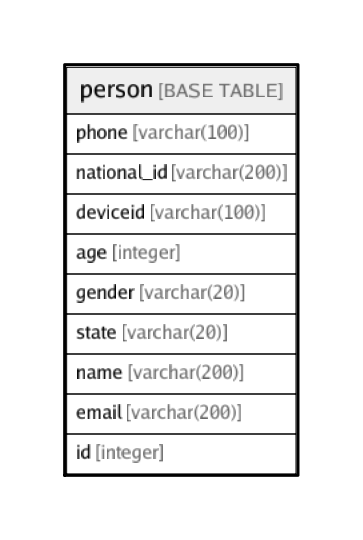 person [BASE TABLE]
phone [varchar(100)]
national_id [varchar(200)]
deviceid [varchar(100)]
age [integer]
gender [varchar(20)]
state [varchar(20)]
name [varchar(200)]
email [varchar(200)]
id [integer]